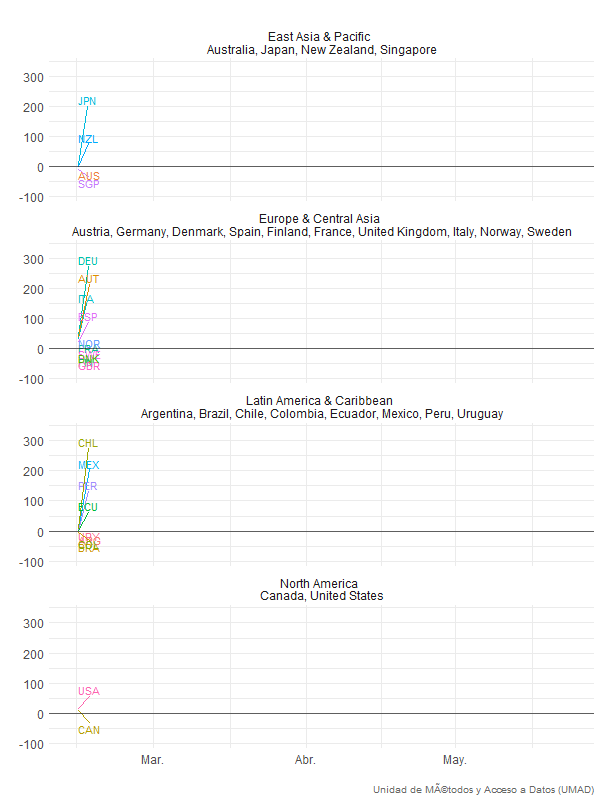 East Asia & Pacific
Australia, Japan, New Zealand, Singapore
300
JPN
200
NZL
100
0
AUS
SGP
-100
Europe & Central Asia
Austria, Germany, Denmark, Spain, Finland, France, United Kingdom, Italy, Norway, Sweden
300
DEU
AUT
200
ITA
ESP
100
NOR
FRA
0
GBR
-100
Latin America & Caribbean
Argentina, Brazil, Chile, Colombia, Ecuador, Mexico, Peru, Uruguay
300
CHL
MEX
200
PER
ECU
100
0
URY
ARG
COL
BRA
-100
North America
Canada, United States
300
200
USA
100
0
CAN
-100
Mar.
Abr.
May.
Unidad de MÃ©todos y Acceso a Datos (UMAD)